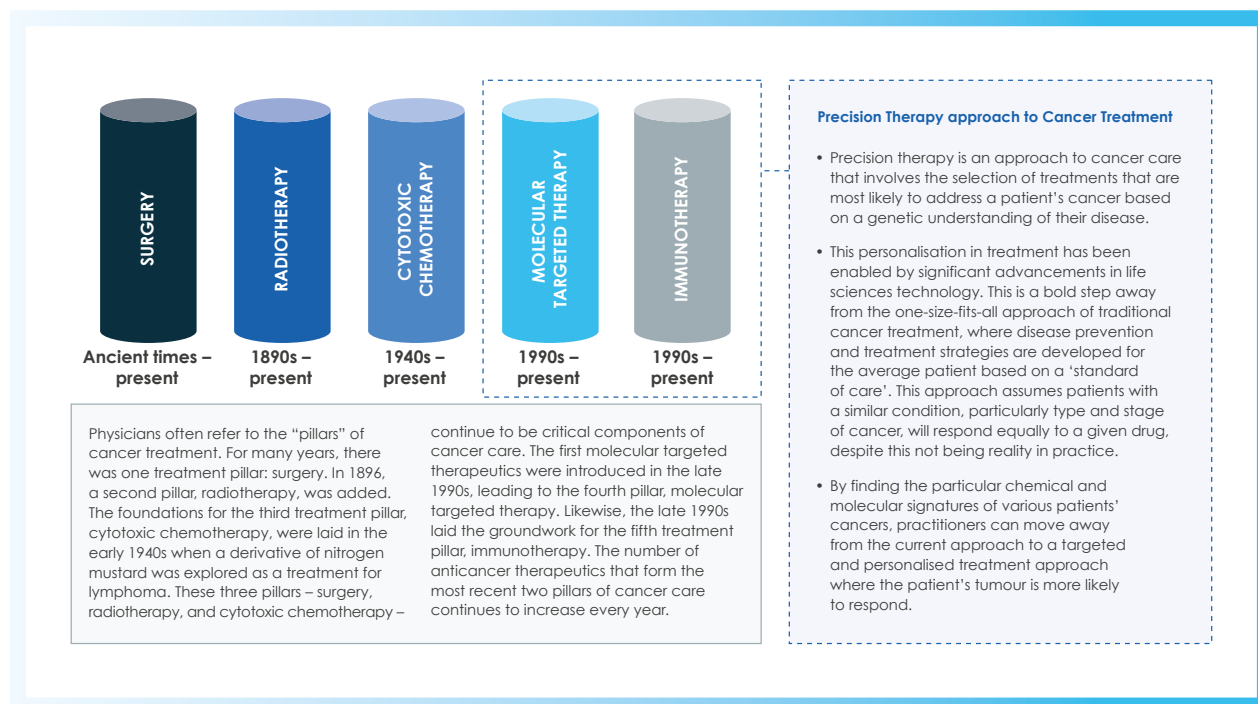 SURGERY
RADIOTHERAPY
CYTOTOXIC
CHEMOTHERAPY
MOLECULAR
TARGETED THERAPY
IMMUNOTHERAPY
Ancient times –
present
1890s –
present
1940s –
present
1990s –
present
1990s –
present
Physicians often refer to the “pillars” of
cancer treatment. For many years, there
was one treatment pillar: surgery. In 1896,
a second pillar, radiotherapy, was added.
The foundations for the third treatment pillar,
cytotoxic chemotherapy, were laid in the
early 1940s when a derivative of nitrogen
mustard was explored as a treatment for
lymphoma. These three pillars – surgery,
radiotherapy, and cytotoxic chemotherapy –
continue to be critical components of
cancer care. The first molecular targeted
therapeutics were introduced in the late
1990s, leading to the fourth pillar, molecular
targeted therapy. Likewise, the late 1990s
laid the groundwork for the fifth treatment
pillar, immunotherapy. The number of
anticancer therapeutics that form the
most recent two pillars of cancer care
continues to increase every year.
Precision Therapy approach to Cancer Treatment
• Precision therapy is an approach to cancer care
that involves the selection of treatments that are
most likely to address a patient’s cancer based
on a genetic understanding of their disease.
• This personalisation in treatment has been
enabled by significant advancements in life
sciences technology. This is a bold step away
from the one-size-fits-all approach of traditional
cancer treatment, where disease prevention
and treatment strategies are developed for
the average patient based on a ‘standard
of care’. This approach assumes patients with
a similar condition, particularly type and stage
of cancer, will respond equally to a given drug,
despite this not being reality in practice.
• By finding the particular chemical and
molecular signatures of various patients’
cancers, practitioners can move away
from the current approach to a targeted
and personalised treatment approach
where the patient’s tumour is more likely
to respond.